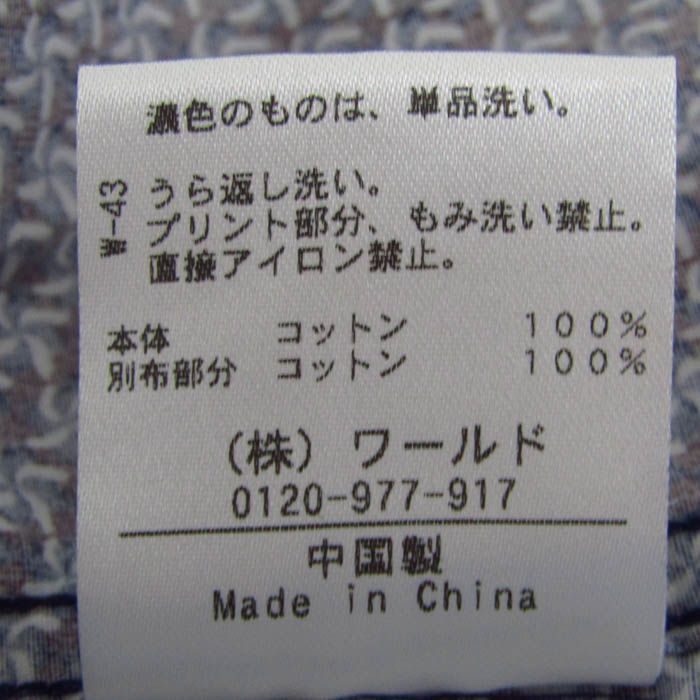 濃色のものは、単品洗い。
W-43
うら返し洗い。
プリント部分、もみ洗い禁止。
直接アイロン禁止。
本体 コットン 100%
別布部分 コットン 100%
(株) ワールド
0120-977-917
中国製
Made in China